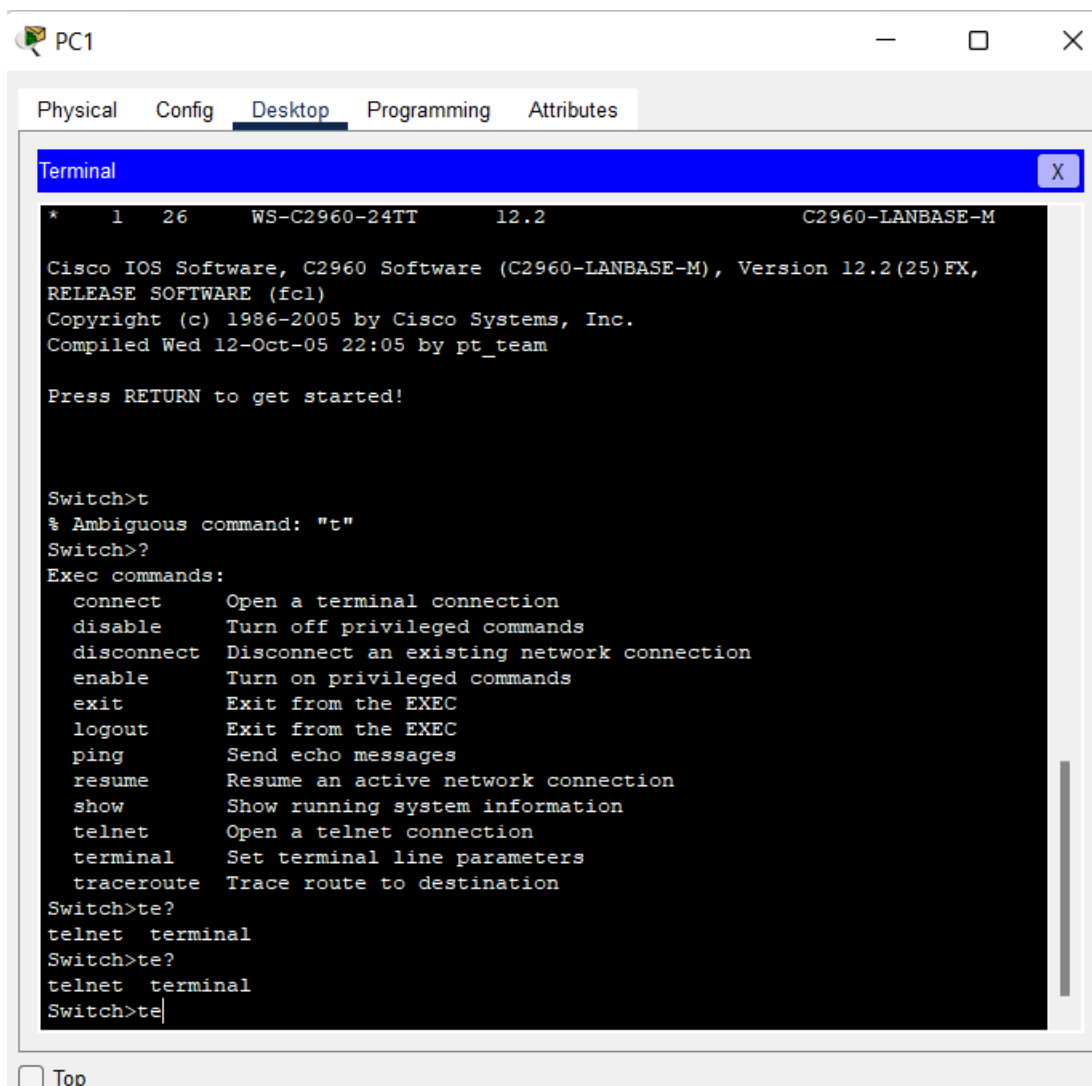 PC1
Physical Config Desktop Programming Attributes
Terminal
X
* 1 26 WS-C2960-24TT 12.2 C2960-LANBASE-M
Cisco IOS Software, C2960 Software (C2960-LANBASE-M), Version 12.2(25)FX,
RELEASE SOFTWARE (fc1)
Copyright (c) 1986-2005 by Cisco Systems, Inc.
Compiled Wed 12-Oct-05 22:05 by pt_team
Press RETURN to get started!
Switch>t
% Ambiguous command: "t"
Switch>?
Exec commands:
connect Open a terminal connection
disable Turn off privileged commands
disconnect Disconnect an existing network connection
enable Turn on privileged commands
exit Exit from the EXEC
logout Exit from the EXEC
ping Send echo messages
resume Resume an active network connection
show Show running system information
telnet Open a telnet connection
terminal Set terminal line parameters
traceroute Trace route to destination
Switch>te?
telnet terminal
Switch>te?
telnet terminal
Switch>te
Top